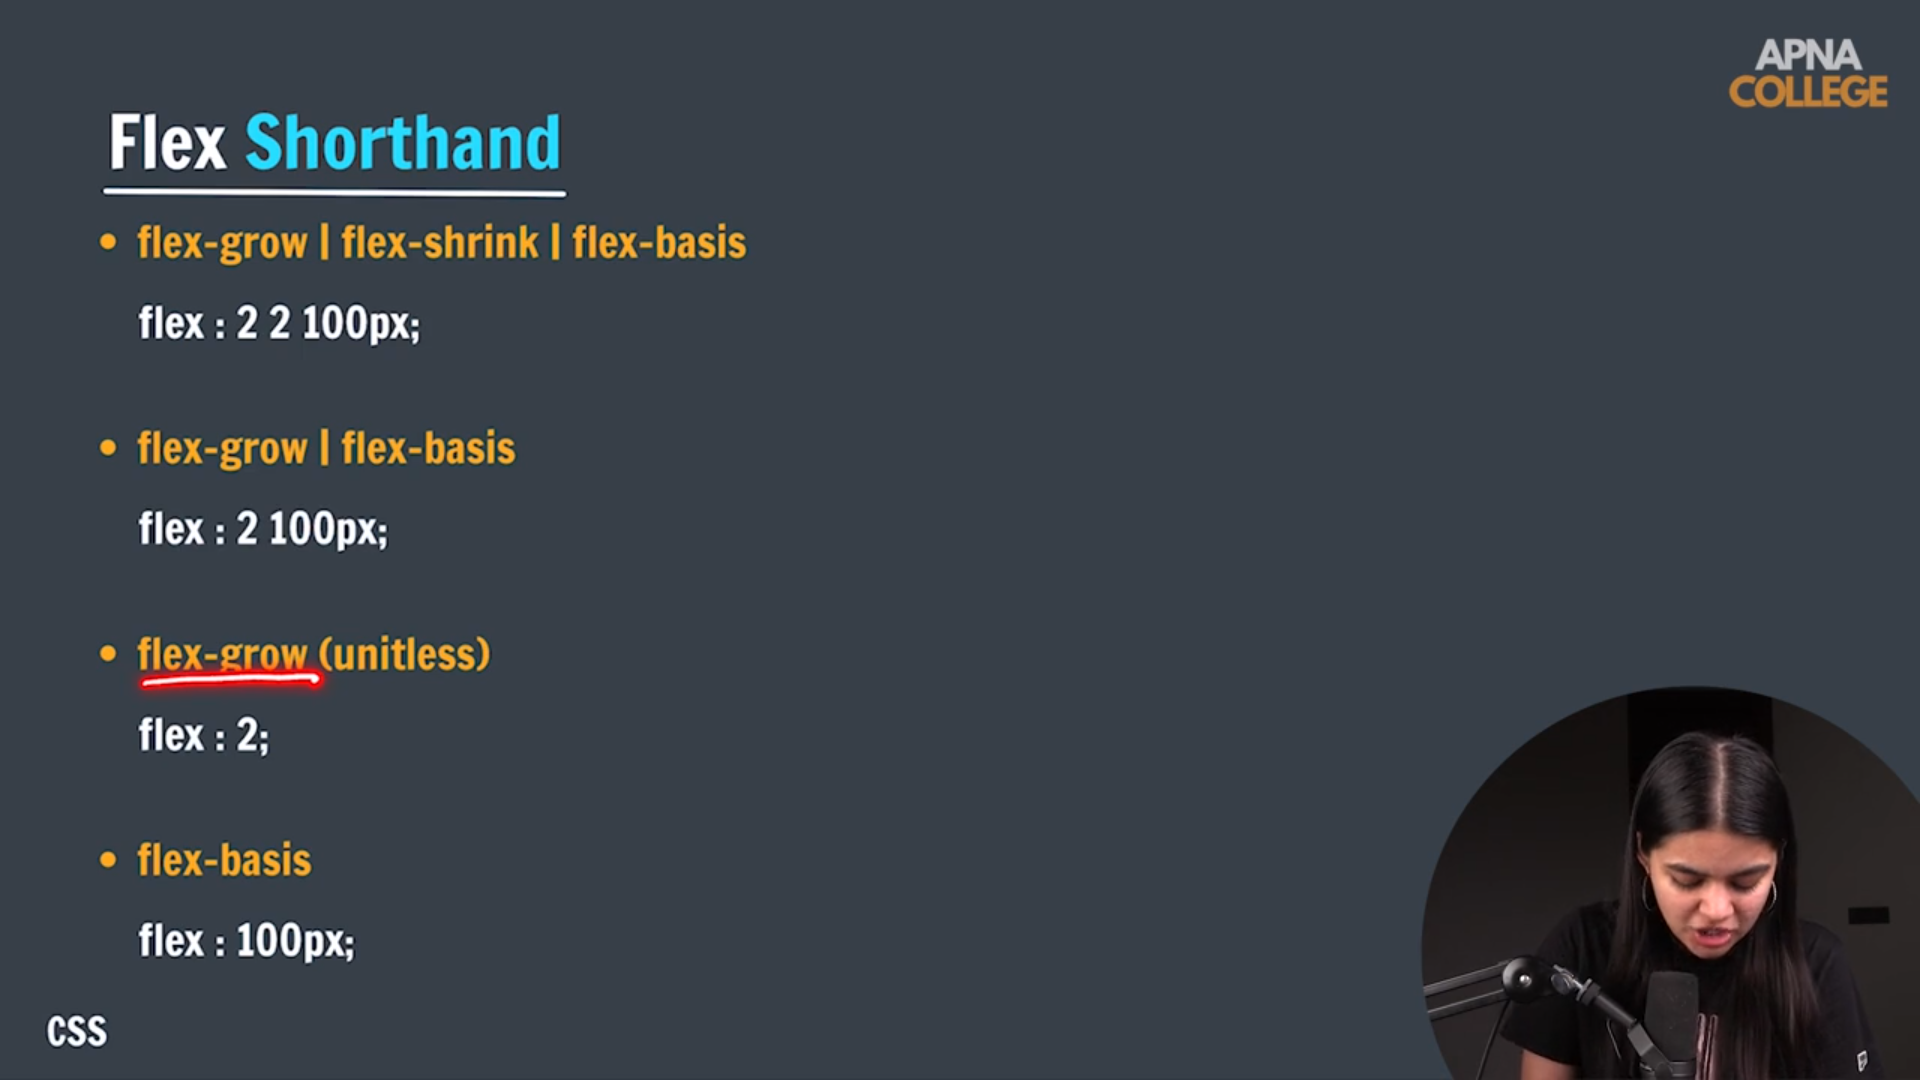 APNA
COLLEGE
Flex Shorthand
• flex-grow | flex-shrink | flex-basis
flex : 2 2 100px;
• flex-grow | flex-basis
flex : 2 100px;
• flex-grow (unitless)
flex : 2;
• flex-basis
flex : 100px;
CSS